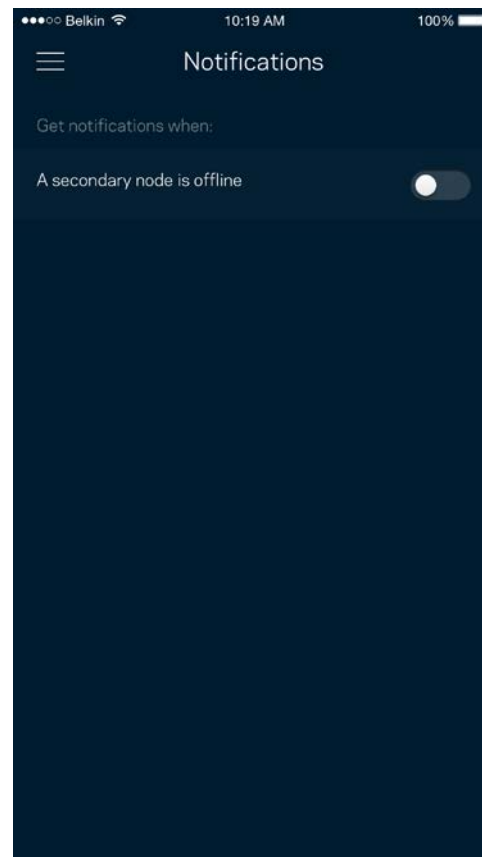 Belkin 10:19 AM 100%
Notifications
Get notifications when:
A secondary node is offline